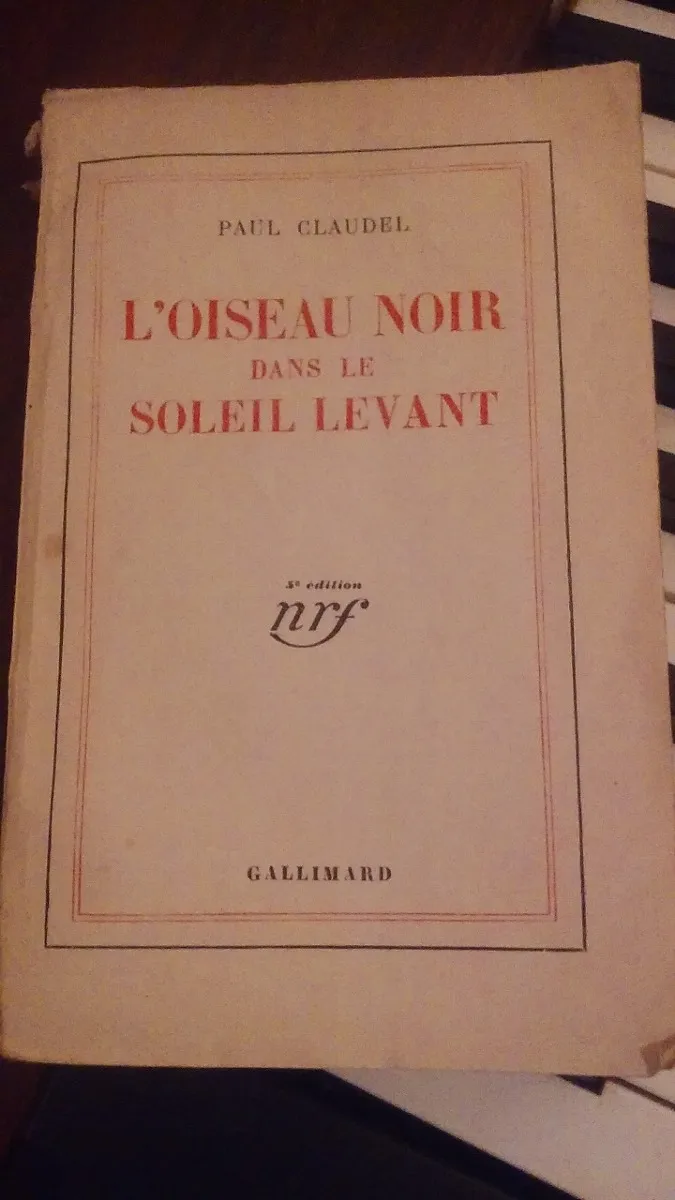 PAUL CLAUDEL
L'OISEAU NOIR
DANS LE
SOLEIL LEVANT
5e édition
nrf
GALLIMARD